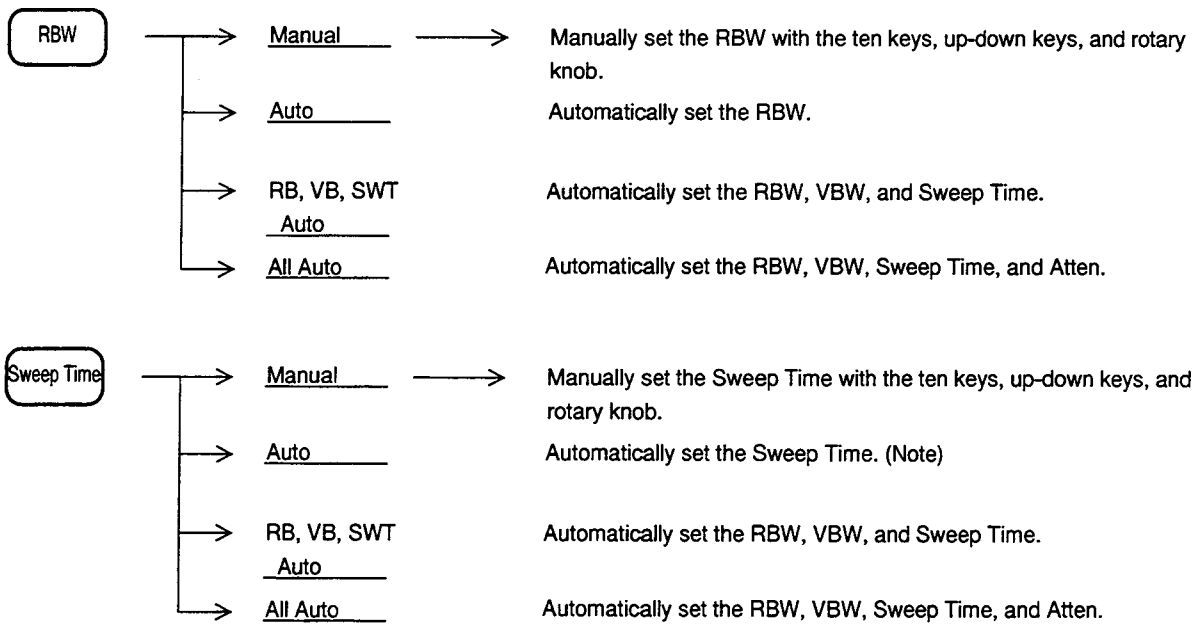 RBW
Manual
Manually set the RBW with the ten keys, up-down keys, and rotary
knob.
Auto
Automatically set the RBW.
RB, VB, SWT
Auto
Automatically set the RBW, VBW, and Sweep Time.
All Auto
Automatically set the RBW, VBW, Sweep Time, and Atten.
Sweep Time
Manual
Manually set the Sweep Time with the ten keys, up-down keys, and
rotary knob.
Auto
Automatically set the Sweep Time. (Note)
RB, VB, SWT
Auto
Automatically set the RBW, VBW, and Sweep Time.
All Auto
Automatically set the RBW, VBW, Sweep Time, and Atten.